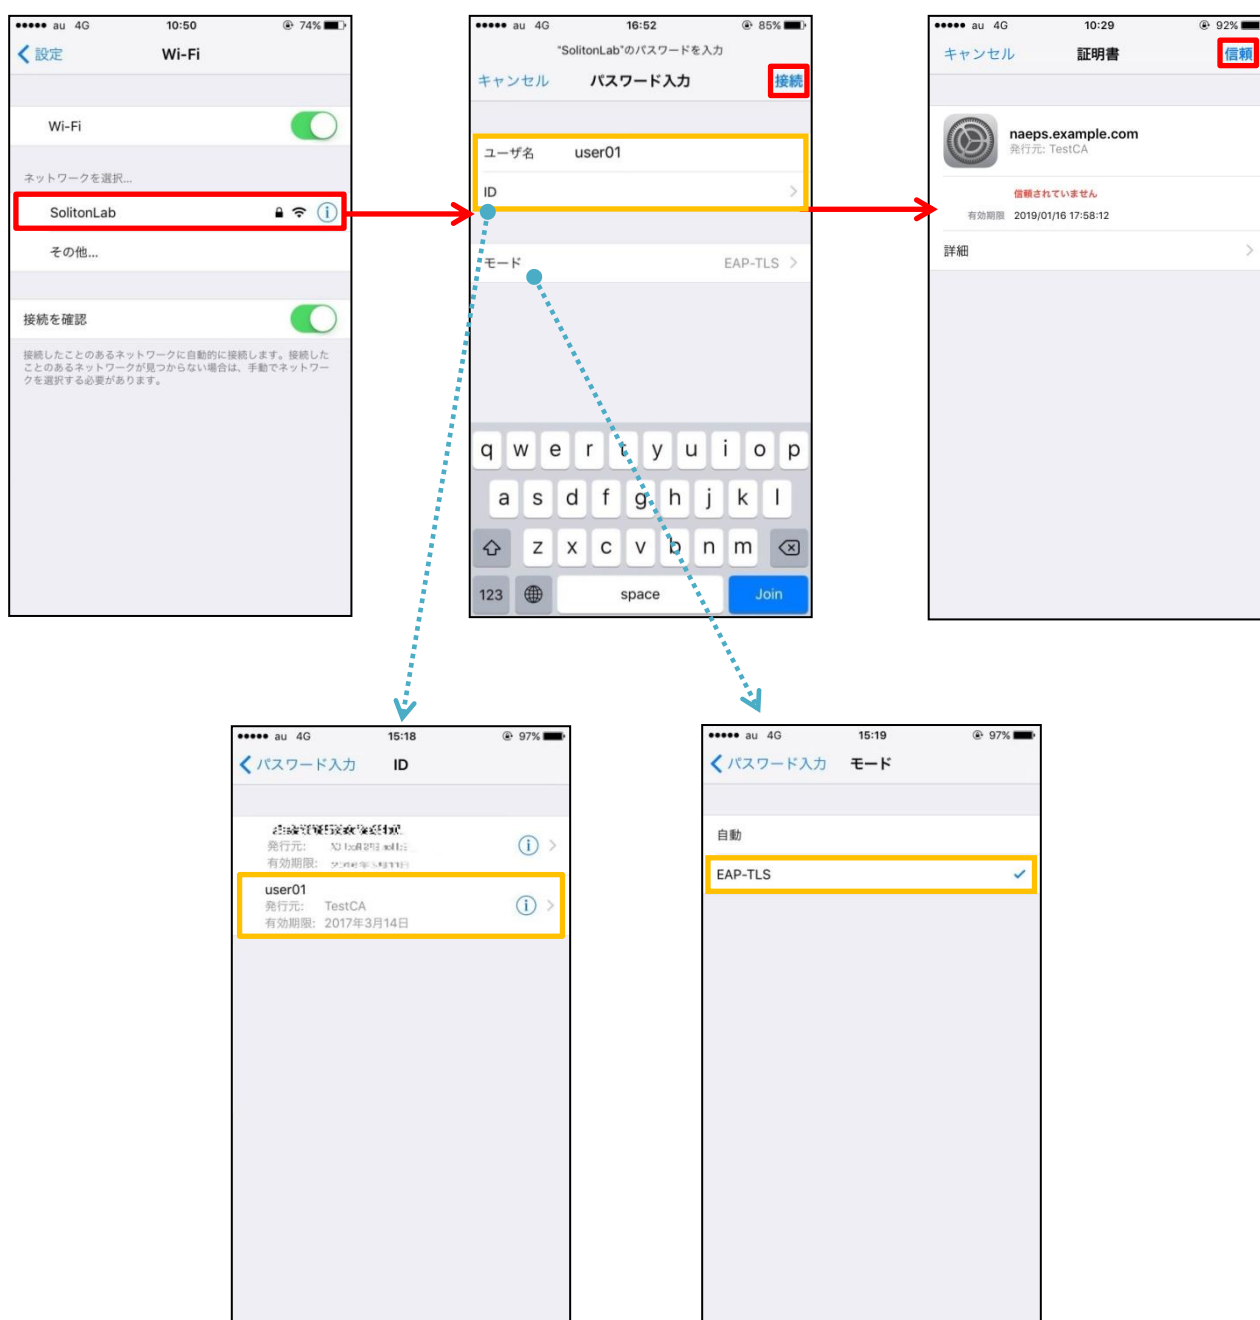 au 4G 10:50 74%
設定 Wi-Fi
Wi-Fi
ネットワークを選択...
SolitonLab
その他...
接続を確認
接続したことのあるネットワークに自動的に接続します。接続した
ことのあるネットワークが見つからない場合は、手動でネットワー
クを選択する必要があります。
au 4G 16:52 85%
"SolitonLab"のパスワードを入力
キャンセル パスワード入力 接続
ユーザ名 user01
ID
モード EAP-TLS
q w e r t y u i o p
a s d f g h j k l
z x c v b n m
123 space Join
au 4G 10:29 92%
キャンセル 証明書 信頼
naeps.example.com
発行元: TestCA
信頼されていません
有効期限 2019/01/16 17:58:12
詳細
au 4G 15:18 97%
パスワード入力 ID
発行元:
有効期限:
user01
発行元: TestCA
有効期限: 2017年3月14日
au 4G 15:19 97%
パスワード入力 モード
自動
EAP-TLS